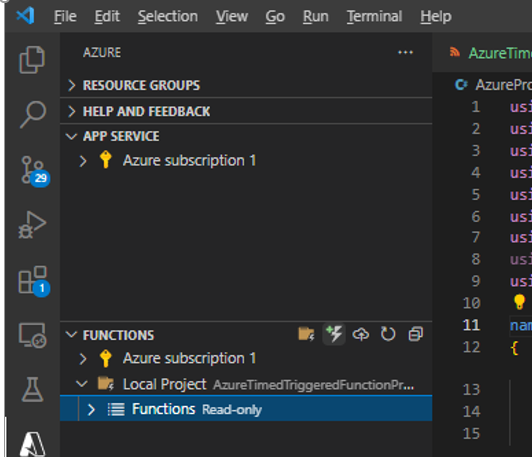 File Edit Selection View Go Run Terminal Help
AZURE
RESOURCE GROUPS
HELP AND FEEDBACK
APP SERVICE
Azure subscription 1
29
1
FUNCTIONS
Azure subscription 1
Local Project AzureTimedTriggeredFunctionPr...
Functions Read-only
AzureTime
AzurePro
1 usi
2 usi
3 usi
4 usi
5 usi
6 usi
7 usi
8 usi
9 usi
10
11 nam
12 {
13
14
15